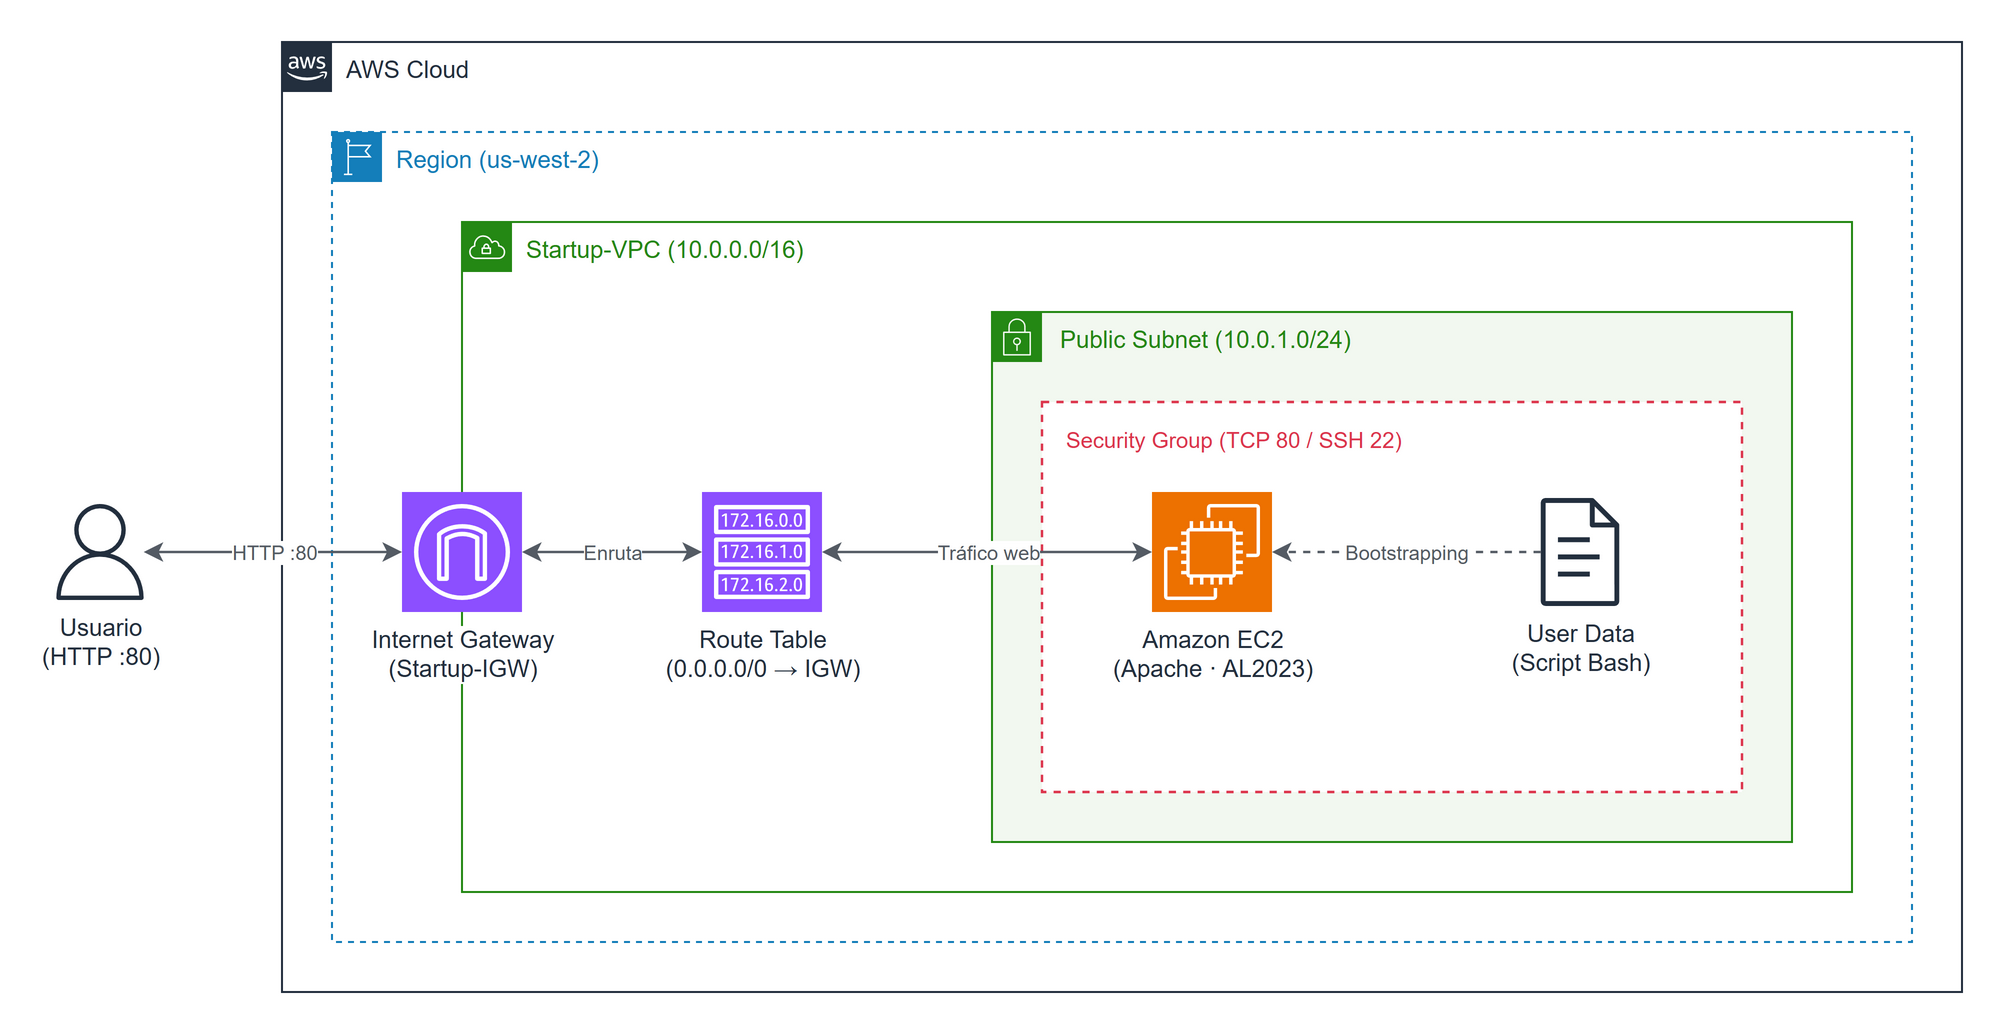 aws
AWS Cloud
Region (us-west-2)
Startup-VPC (10.0.0.0/16)
Public Subnet (10.0.1.0/24)
Security Group (TCP 80 / SSH 22)
172.16.0.0
172.16.1.0
172.16.2.0
HTTP :80
Enruta
Tráfico web
Bootstrapping
Usuario
(HTTP :80)
Internet Gateway
(Startup-IGW)
Route Table
(0.0.0.0/0 → IGW)
Amazon EC2
(Apache · AL2023)
User Data
(Script Bash)